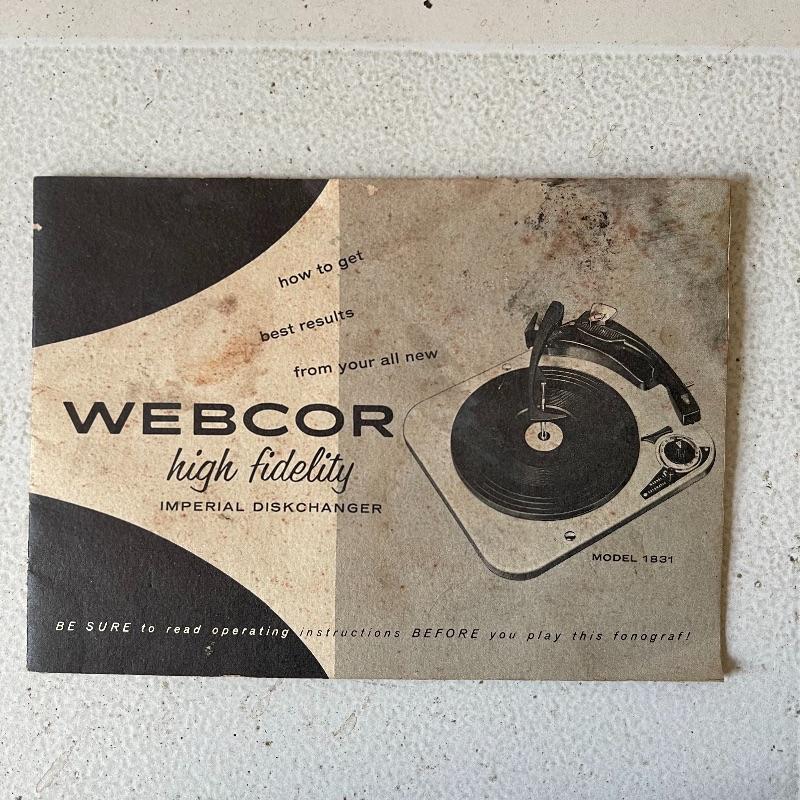 how to get
best results
from your all new
WEBCOR
high fidelity
IMPERIAL DISKCHANGER
MODEL 1831
BE SURE to read operating instructions BEFORE you play this fonograf!